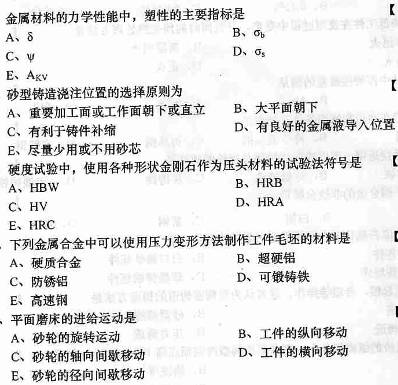 金属材料的力学性能中，塑性的主要指标是 【
A、δ B、σb
C、ψ D、σs
E、AKV
砂型铸造浇注位置的选择原则为 【
A、重要加工面或工作面朝下或直立 B、大平面朝下
C、有利于铸件补缩 D、有良好的金属液导入位置
E、尽量少用或不用砂芯
硬度试验中，使用各种形状金刚石作为压头材料的试验法符号是 【
A、HBW B、HRB
C、HV D、HRA
E、HRC
、下列金属合金中可以使用压力变形方法制作工件毛坯的材料是 【
A、硬质合金 B、超硬铝
C、防锈铝 D、可锻铸铁
E、高速钢
、平面磨床的进给运动是
A、砂轮的旋转运动 B、工件的纵向移动
C、砂轮的轴向间歇移动 D、工件的横向移动
E、砂轮的径向间歇移动